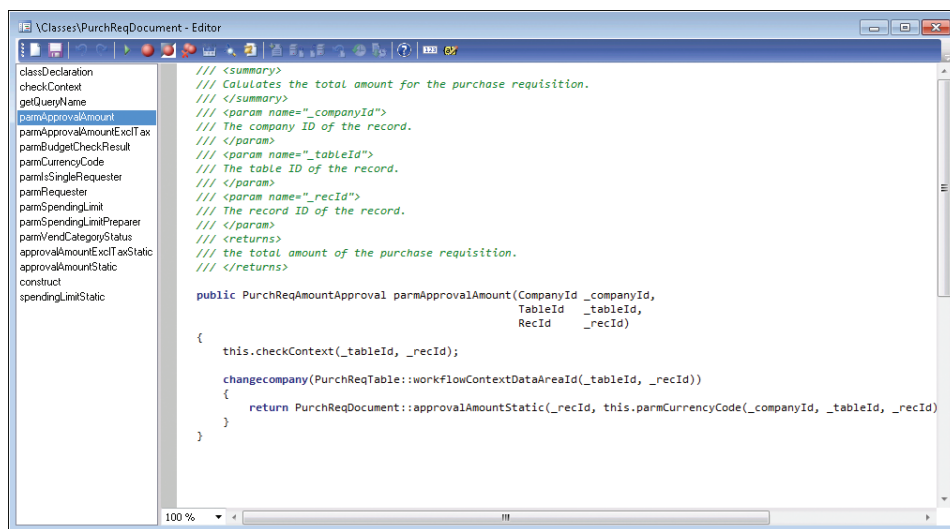 \Classes\PurchReqDocument - Editor
classDeclaration
checkContext
getQueryName
parmApprovalAmount
parmApprovalAmountExclTax
parmBudgetCheckResult
parmCurrencyCode
parmIsSingleRequester
parmRequester
parmSpendingLimit
parmSpendingLimitPreparer
parmVendCategoryStatus
approvalAmountExclTaxStatic
approvalAmountStatic
construct
spendingLimitStatic
/// <summary>
/// Calulates the total amount for the purchase requisition.
/// </summary>
/// <param name="_companyId">
/// The company ID of the record.
/// </param>
/// <param name="_tableId">
/// The table ID of the record.
/// </param>
/// <param name="_recId">
/// The record ID of the record.
/// </param>
/// <returns>
/// the total amount of the purchase requisition.
/// </returns>
public PurchReqAmountApproval parmApprovalAmount(CompanyId _companyId,
TableId _tableId,
RecId _recId)
{
this.checkContext(_tableId, _recId);
changecompany(PurchReqTable::workflowContextDataAreaId(_tableId, _recId))
{
return PurchReqDocument::approvalAmountStatic(_recId, this.parmCurrencyCode(_companyId, _tableId, _recId)
}
}
100 %